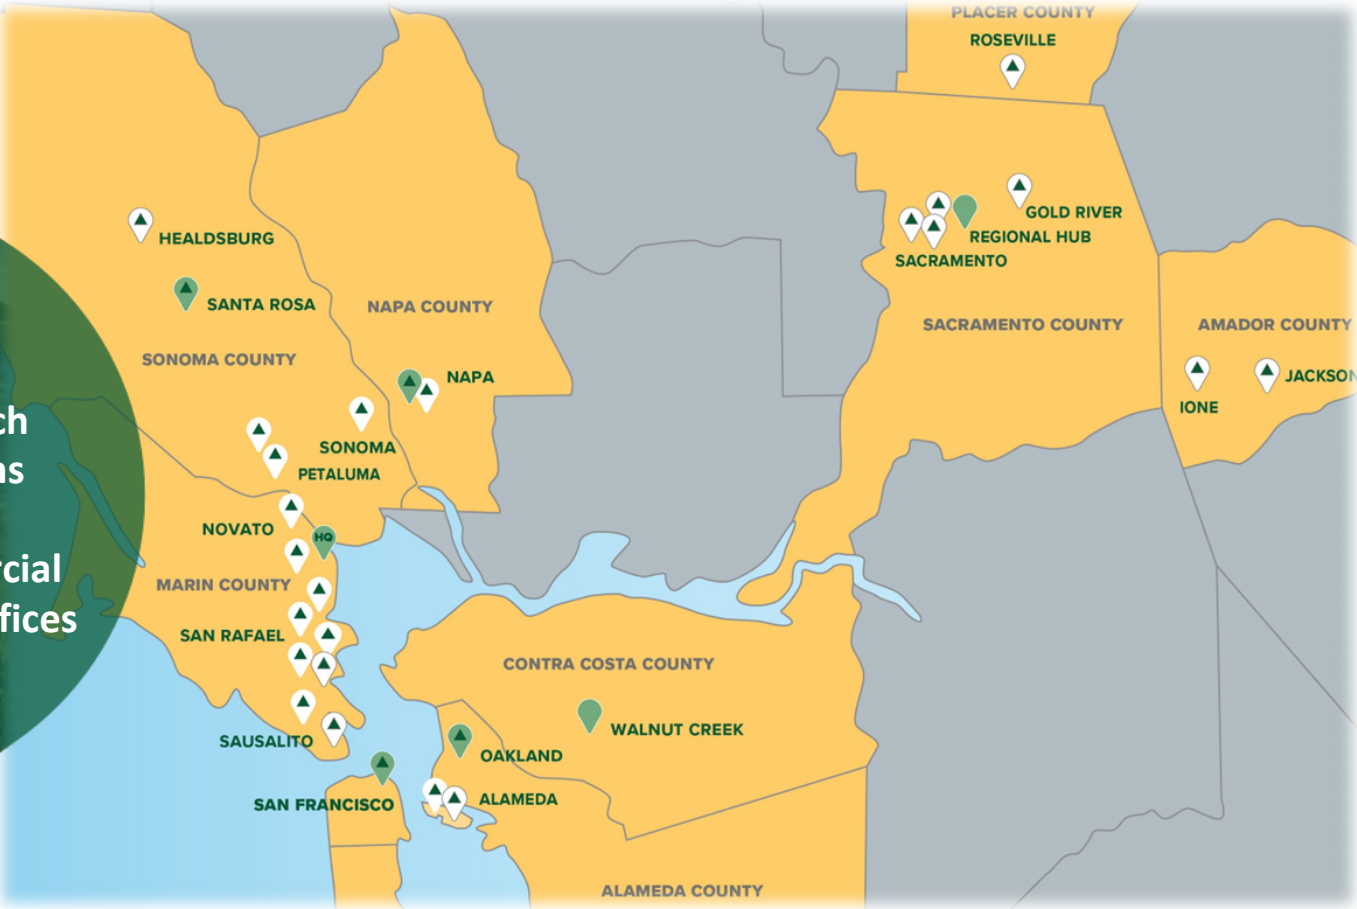 PLACER COUNTY
ROSEVILLE
GOLD RIVER
REGIONAL HUB
HEALDSBURG
SACRAMENTO
SANTA ROSA
NAPA COUNTY
SACRAMENTO COUNTY
AMADOR COUNTY
SONOMA COUNTY
NAPA
JACKSON
IONE
ch
SONOMA
ns
PETALUMA
NOVATO
HQ
rcial
MARIN COUNTY
fices
SAN RAFAEL
CONTRA COSTA COUNTY
WALNUT CREEK
SAUSALITO
OAKLAND
SAN FRANCISCO
ALAMEDA
ALAMEDA COUNTY